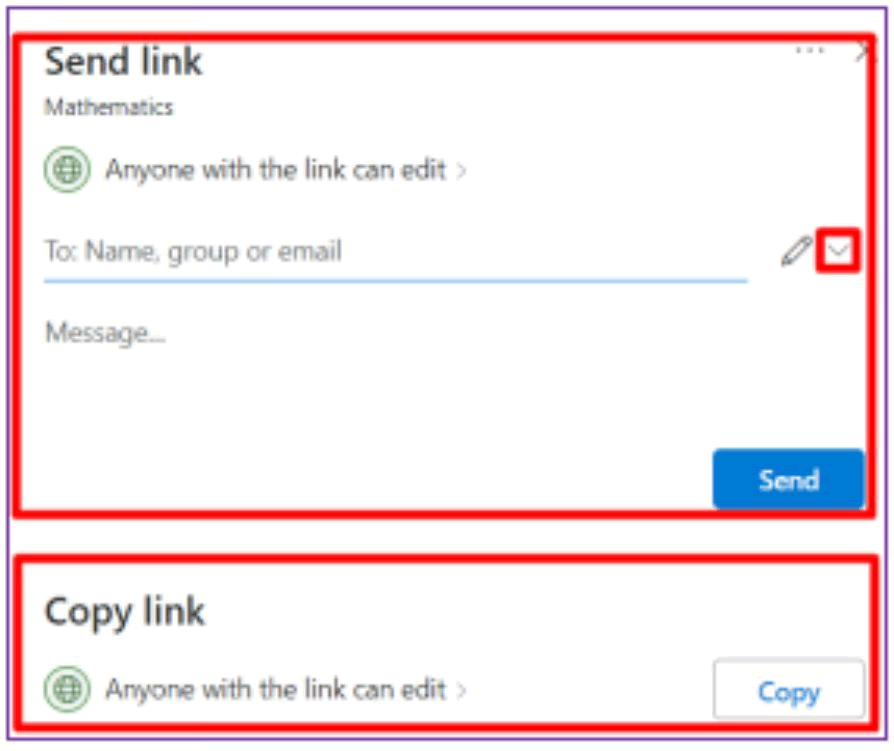 Send link
Mathematics
Anyone with the link can edit
To: Name, group or email
Message...
Send
Copy link
Anyone with the link can edit
Copy